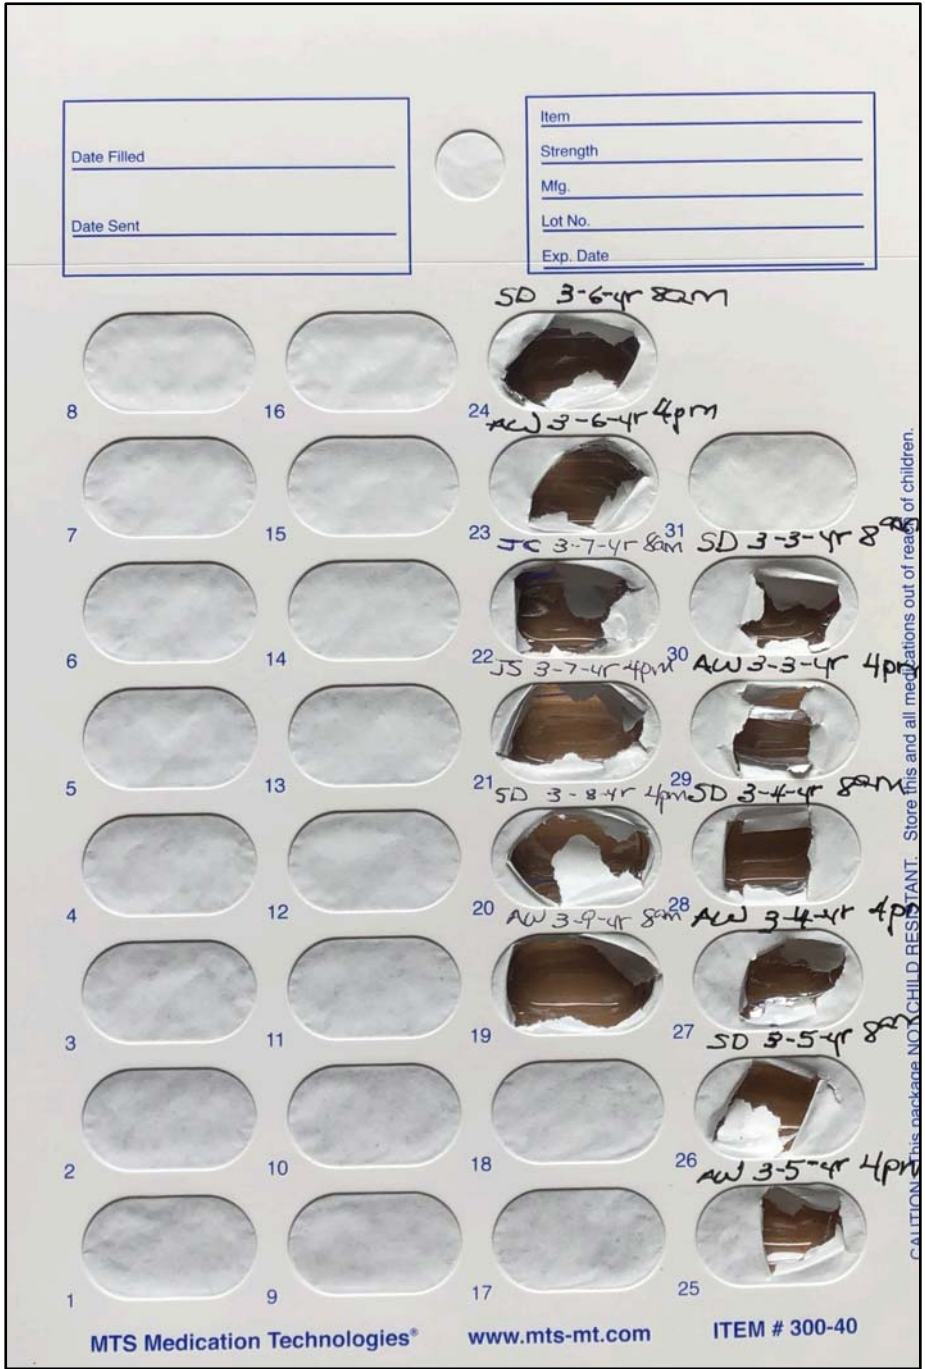 Date Filled
Date Sent
Item
Strength
Mfg.
Lot No.
Exp. Date
SD 3-6-yr 8am
8 16 24
AW 3-6-yr 4pm
7 15 23 31
JC 3-7-yr 8am SD 3-3-yr 8am
6 14 22 30
JS 3-7-yr 4pm AW 3-3-yr 4pm
5 13 21 29
SD 3-8-yr 4pm SD 3-4-yr 8am
4 12 20 28
AW 3-9-yr 8am AW 3-4-yr 4pm
3 11 19 27
SD 3-5-yr 8am
2 10 18 26
AW 3-5-yr 4pm
1 9 17 25
MTS Medication Technologies® www.mts-mt.com ITEM # 300-40
CAUTION: This package NOT CHILD RESISTANT. Store this and all medications out of reach of children.